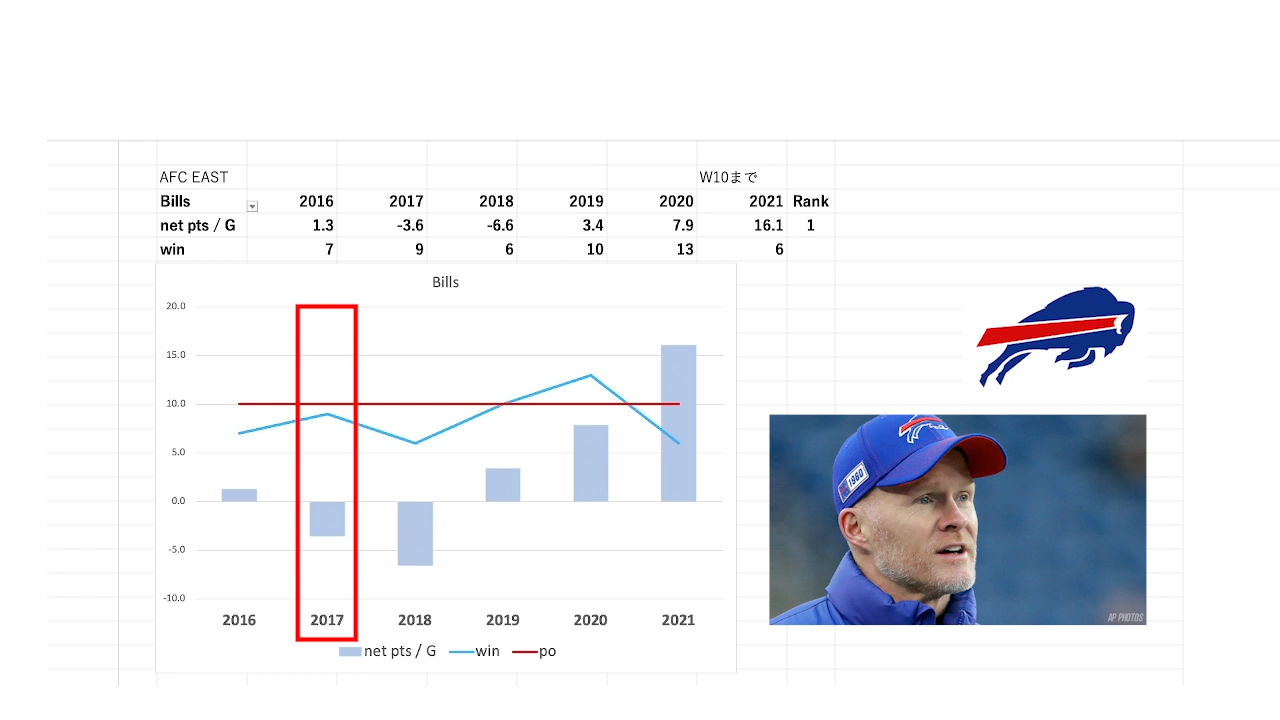 AFC EAST W10まで
Bills 2016 2017 2018 2019 2020 2021 Rank
net pts / G 1.3 -3.6 -6.6 3.4 7.9 16.1 1
win 7 9 6 10 13 6
Bills
20.0
15.0
10.0
5.0
0.0
-5.0
-10.0
2016 2017 2018 2019 2020 2021
net pts / G win po
1960
AP PHOTOS